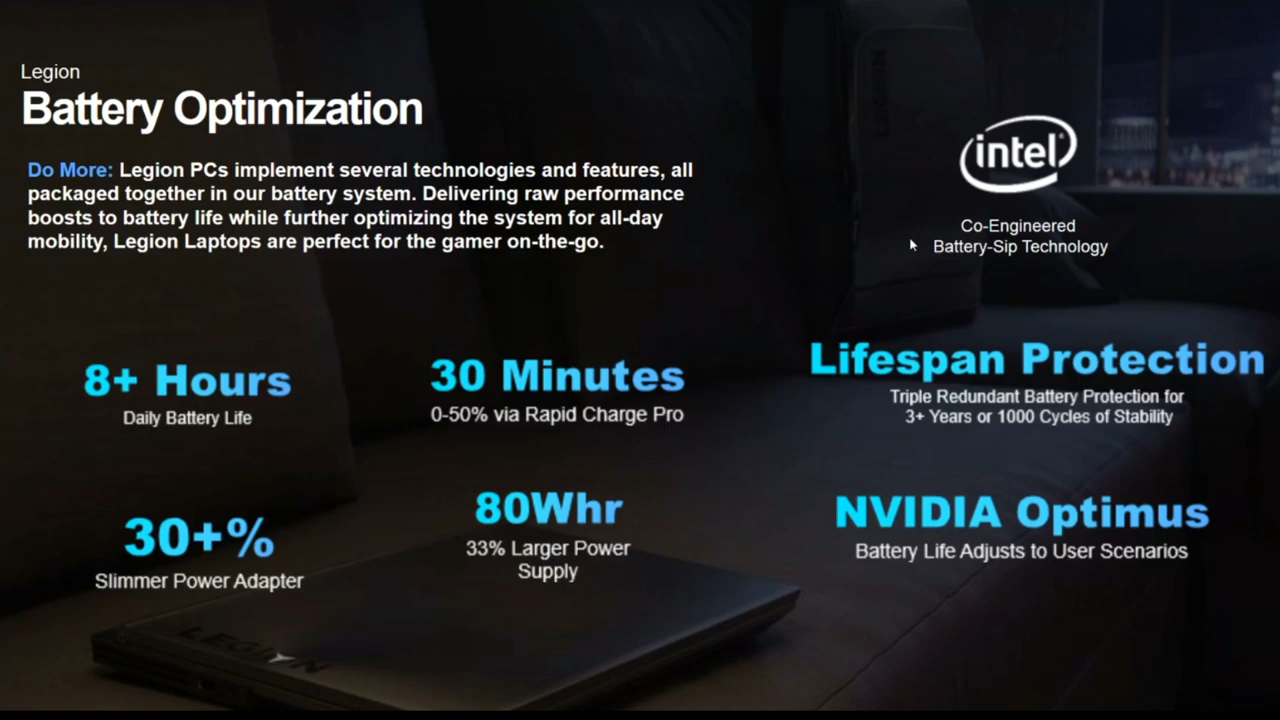 Legion
Battery Optimization
Do More: Legion PCs implement several technologies and features, all
packaged together in our battery system. Delivering raw performance
boosts to battery life while further optimizing the system for all-day
mobility, Legion Laptops are perfect for the gamer on-the-go.
intel®
Co-Engineered
Battery-Sip Technology
8+ Hours
Daily Battery Life
30 Minutes
0-50% via Rapid Charge Pro
Lifespan Protection
Triple Redundant Battery Protection for
3+ Years or 1000 Cycles of Stability
30+%
Slimmer Power Adapter
80Whr
33% Larger Power
Supply
NVIDIA Optimus
Battery Life Adjusts to User Scenarios
LEGION
LEGION